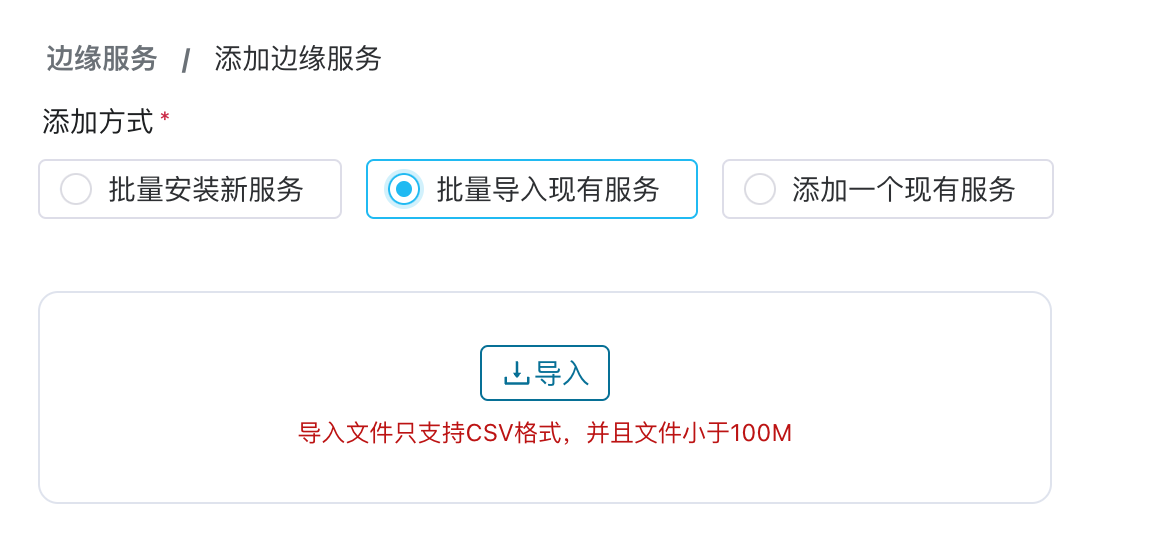 边缘服务 / 添加边缘服务
添加方式 *
批量安装新服务 批量导入现有服务 添加一个现有服务
导入
导入文件只支持CSV格式，并且文件小于100M